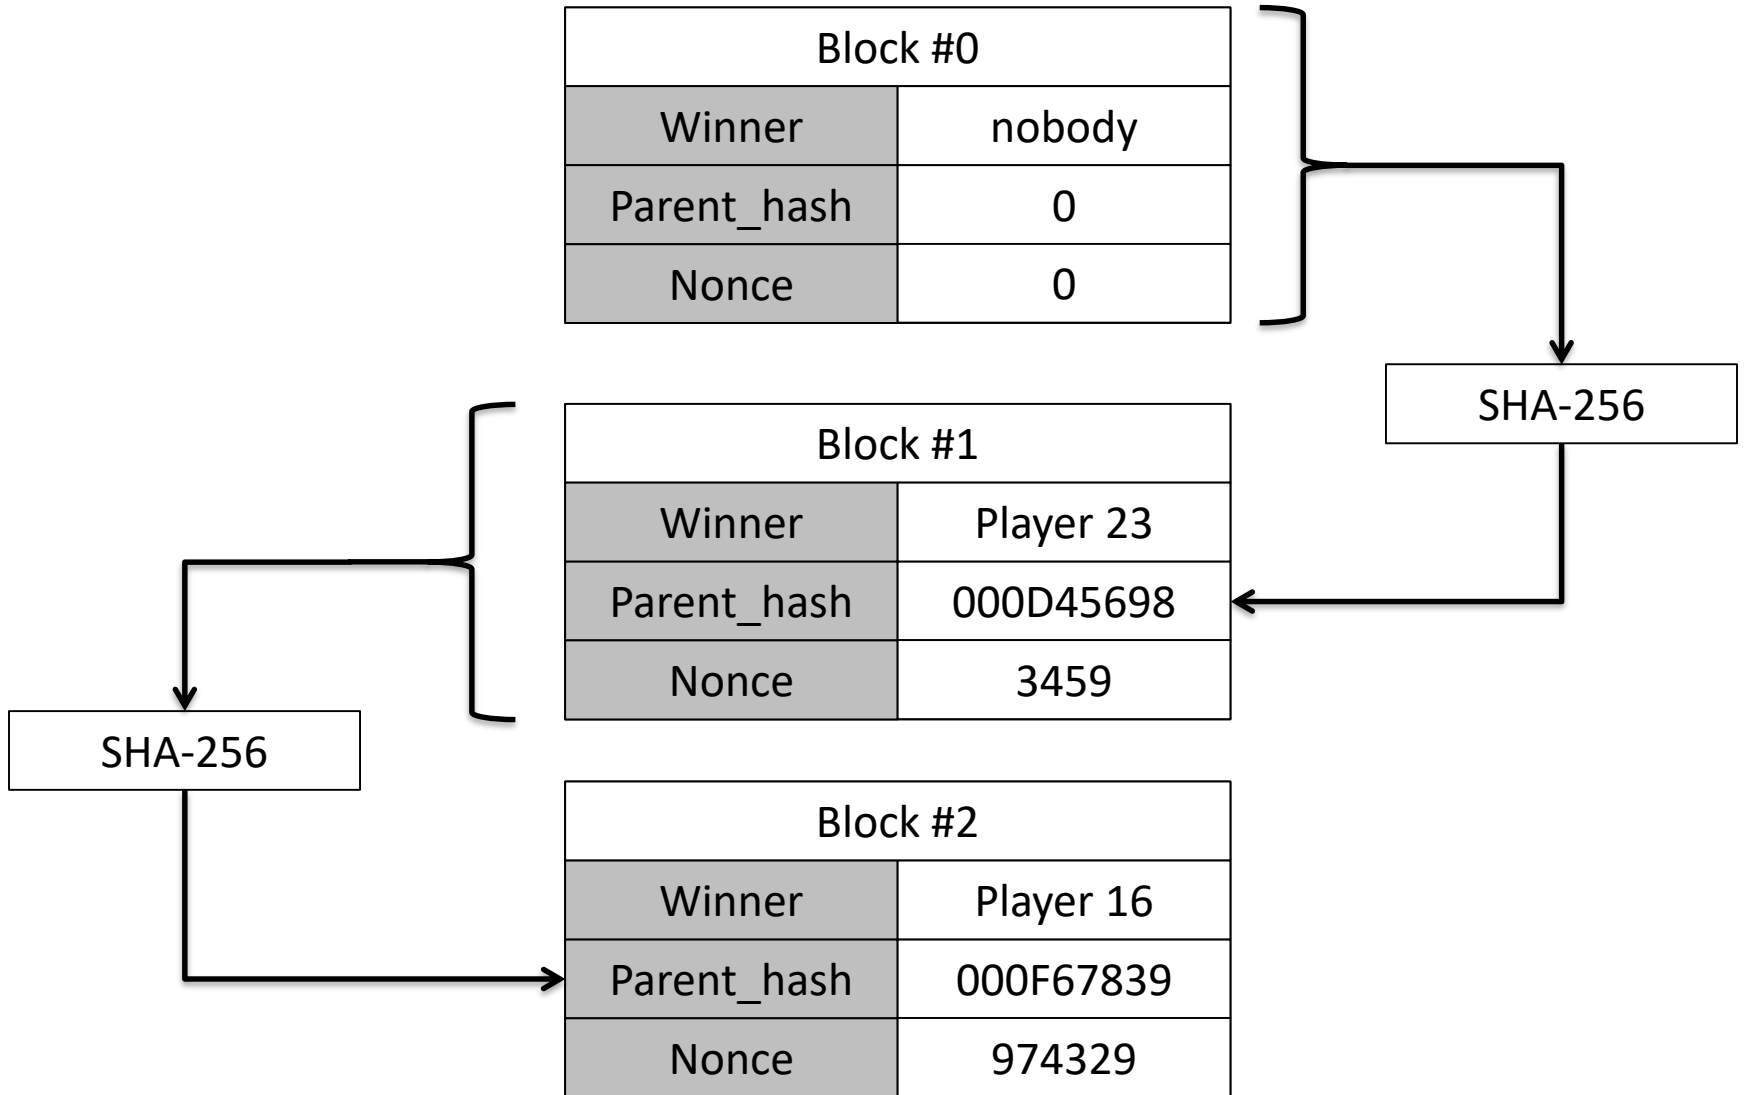 Block #0
Winner nobody
Parent_hash 0
Nonce 0
SHA-256
Block #1
Winner Player 23
Parent_hash 000D45698
Nonce 3459
SHA-256
Block #2
Winner Player 16
Parent_hash 000F67839
Nonce 974329